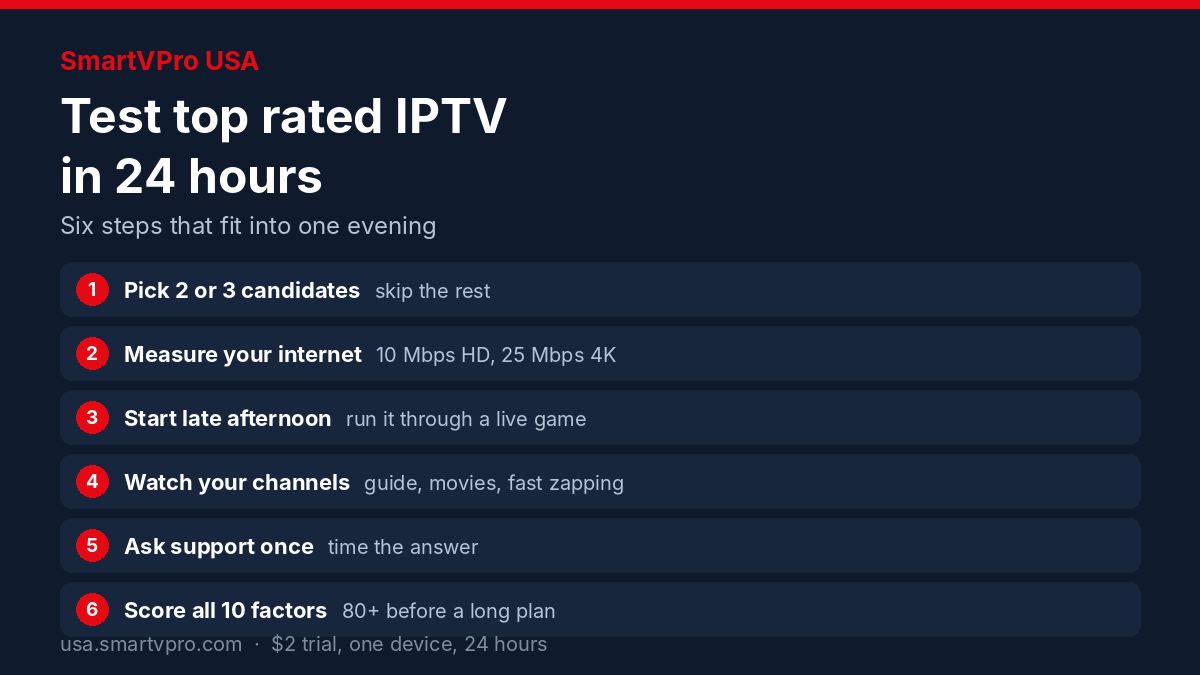 SmartVPro USA
Test top rated IPTV
in 24 hours
Six steps that fit into one evening
1 Pick 2 or 3 candidates skip the rest
2 Measure your internet 10 Mbps HD, 25 Mbps 4K
3 Start late afternoon run it through a live game
4 Watch your channels guide, movies, fast zapping
5 Ask support once time the answer
6 Score all 10 factors 80+ before a long plan
usa.smartvpro.com · $2 trial, one device, 24 hours